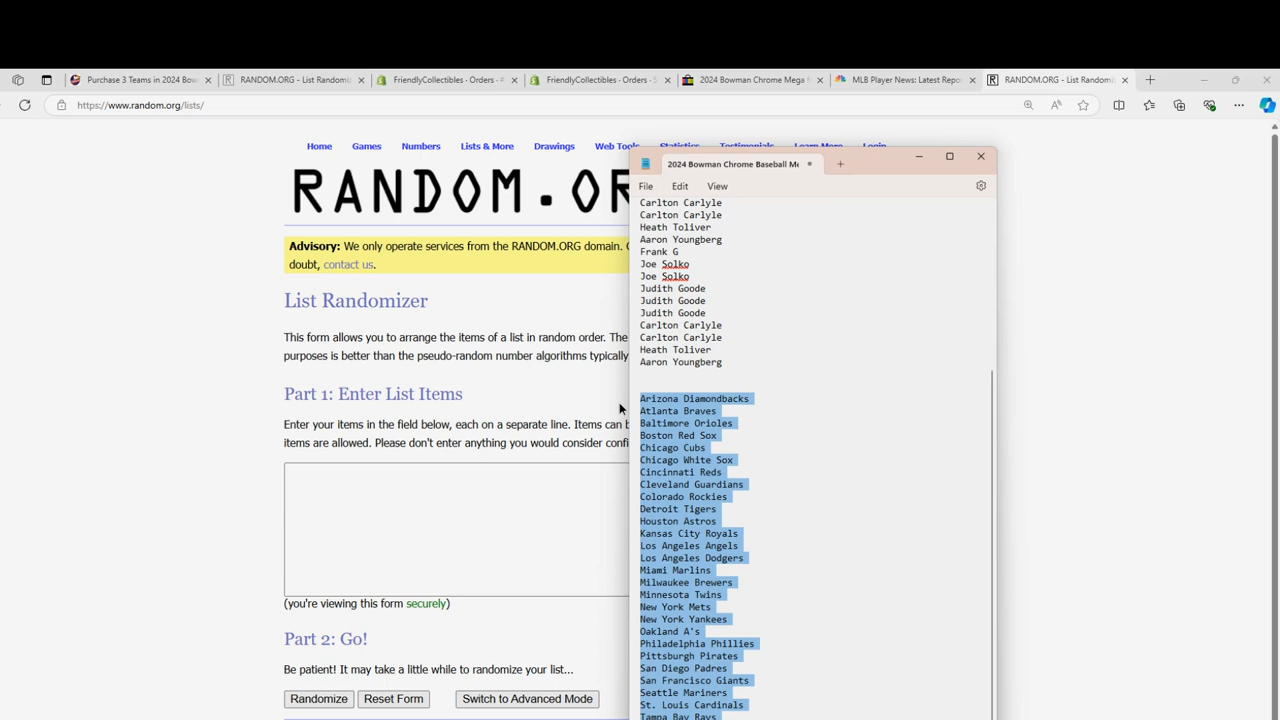 Purchase 3 Teams in 2024 Bow
RANDOM.ORG - List Randomi
FriendlyCollectibles · Orders ·
FriendlyCollectibles · Orders ·
2024 Bowman Chrome Mega
MLB Player News: Latest Repo
RANDOM.ORG - List Randomi
https://www.random.org/lists/
Home Games Numbers Lists & More Drawings Web Tools Statistics Testimonials Learn More Login
RANDOM.OR
Advisory: We only operate services from the RANDOM.ORG domain.
doubt, contact us.
List Randomizer
This form allows you to arrange the items of a list in random order. The
purposes is better than the pseudo-random number algorithms typically
Part 1: Enter List Items
Enter your items in the field below, each on a separate line. Items can b
items are allowed. Please don't enter anything you would consider confi
(you're viewing this form securely)
Part 2: Go!
Be patient! It may take a little while to randomize your list...
Randomize Reset Form Switch to Advanced Mode
2024 Bowman Chrome Baseball Me
File Edit View
Carlton Carlyle
Carlton Carlyle
Heath Toliver
Aaron Youngberg
Frank G
Joe Solko
Joe Solko
Judith Goode
Judith Goode
Judith Goode
Carlton Carlyle
Carlton Carlyle
Heath Toliver
Aaron Youngberg
Arizona Diamondbacks
Atlanta Braves
Baltimore Orioles
Boston Red Sox
Chicago Cubs
Chicago White Sox
Cincinnati Reds
Cleveland Guardians
Colorado Rockies
Detroit Tigers
Houston Astros
Kansas City Royals
Los Angeles Angels
Los Angeles Dodgers
Miami Marlins
Milwaukee Brewers
Minnesota Twins
New York Mets
New York Yankees
Oakland A's
Philadelphia Phillies
Pittsburgh Pirates
San Diego Padres
San Francisco Giants
Seattle Mariners
St. Louis Cardinals
Tampa Bay Rays